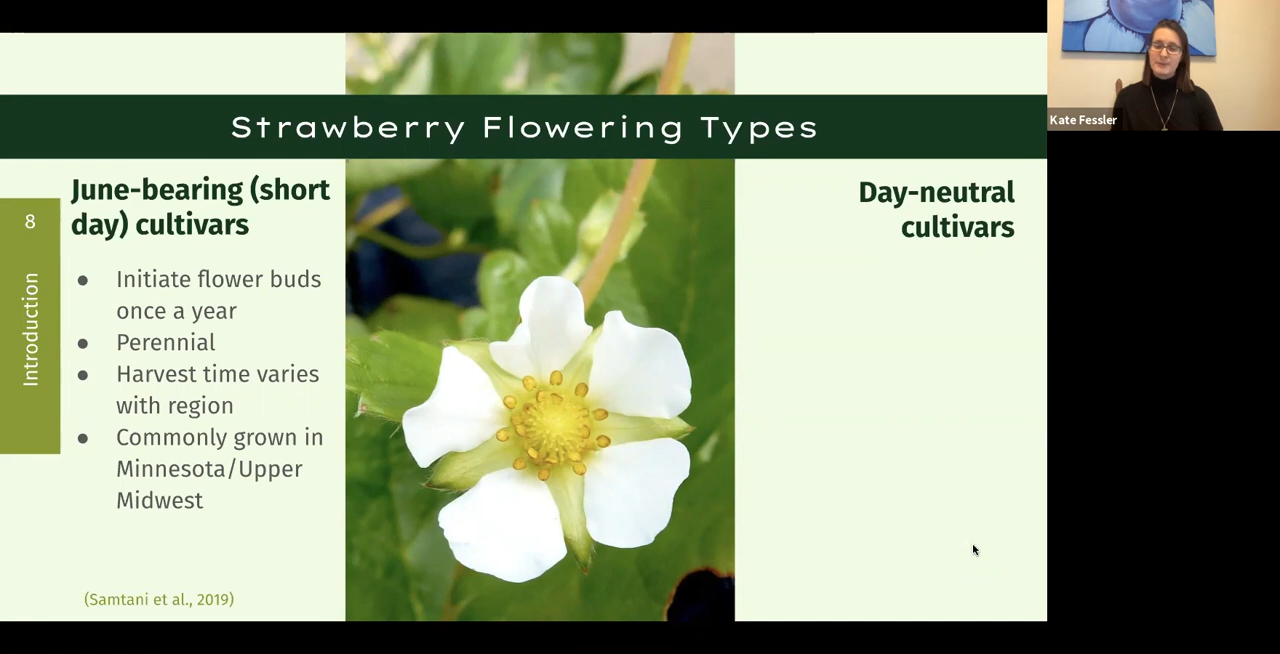 Strawberry Flowering Types
Kate Fessler
8
Introduction
June-bearing (short
day) cultivars
● Initiate flower buds
once a year
● Perennial
● Harvest time varies
with region
● Commonly grown in
Minnesota/Upper
Midwest
(Samtani et al., 2019)
Day-neutral
cultivars